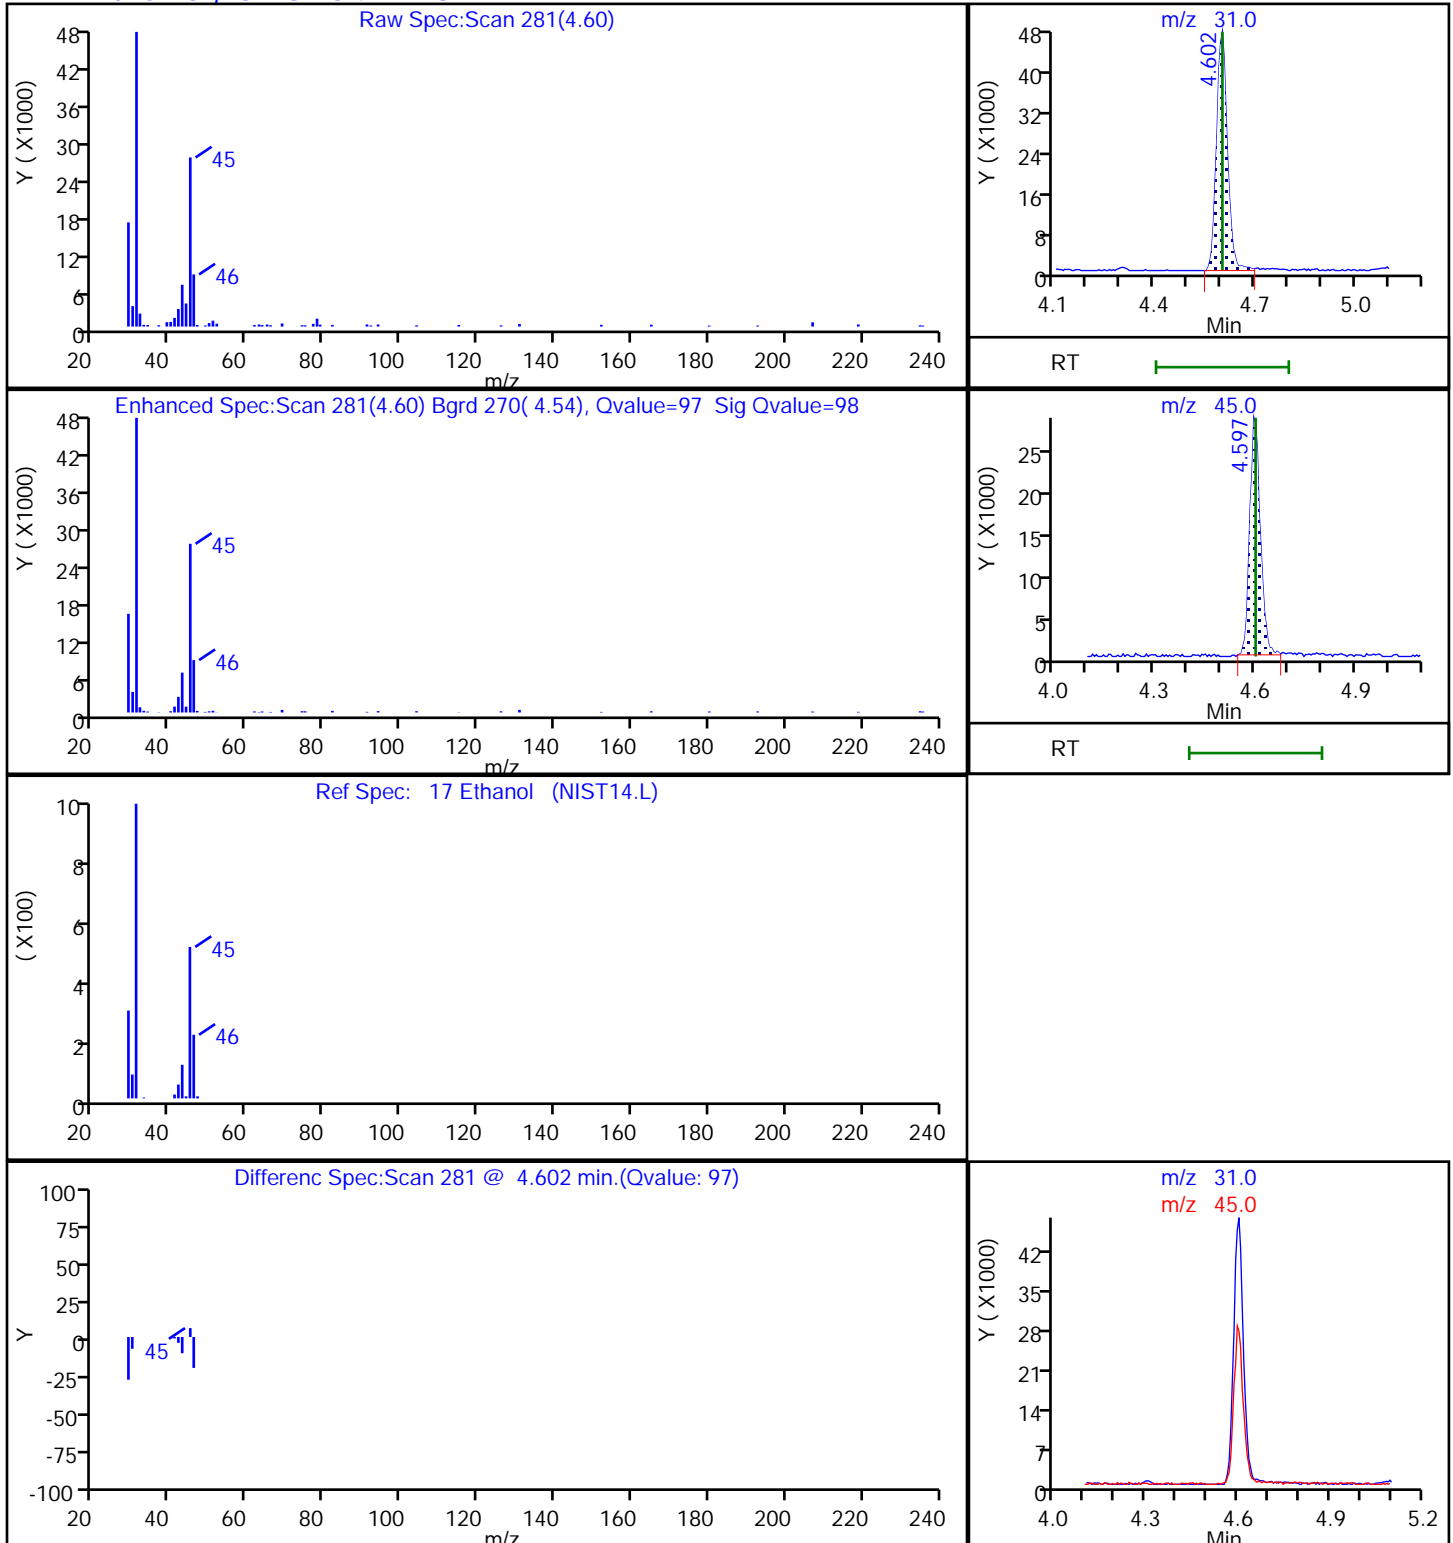 Raw Spec:Scan 281(4.60)
Y ( X1000)
48
42
36
30
24
18
12
6
0
45
46
20 40 60 80 100 120 140 160 180 200 220 240
m/z
m/z 31.0
Y ( X1000)
48
40
32
24
16
8
0
4.602
4.1 4.4 4.7 5.0
Min
RT
Enhanced Spec:Scan 281(4.60) Bgrd 270( 4.54), Qvalue=97 Sig Qvalue=98
Y ( X1000)
48
42
36
30
24
18
12
6
0
45
46
20 40 60 80 100 120 140 160 180 200 220 240
m/z
m/z 45.0
Y ( X1000)
25
20
15
10
5
0
4.597
4.0 4.3 4.6 4.9
Min
RT
Ref Spec: 17 Ethanol (NIST14.L)
( X100)
10
8
6
4
2
0
45
46
20 40 60 80 100 120 140 160 180 200 220 240
Differenc Spec:Scan 281 @ 4.602 min.(Qvalue: 97)
Y
100
75
50
25
0
-25
-50
-75
-100
45
20 40 60 80 100 120 140 160 180 200 220 240
m/z
m/z 31.0
m/z 45.0
Y ( X1000)
42
35
28
21
14
7
0
4.0 4.3 4.6 4.9 5.2
Min